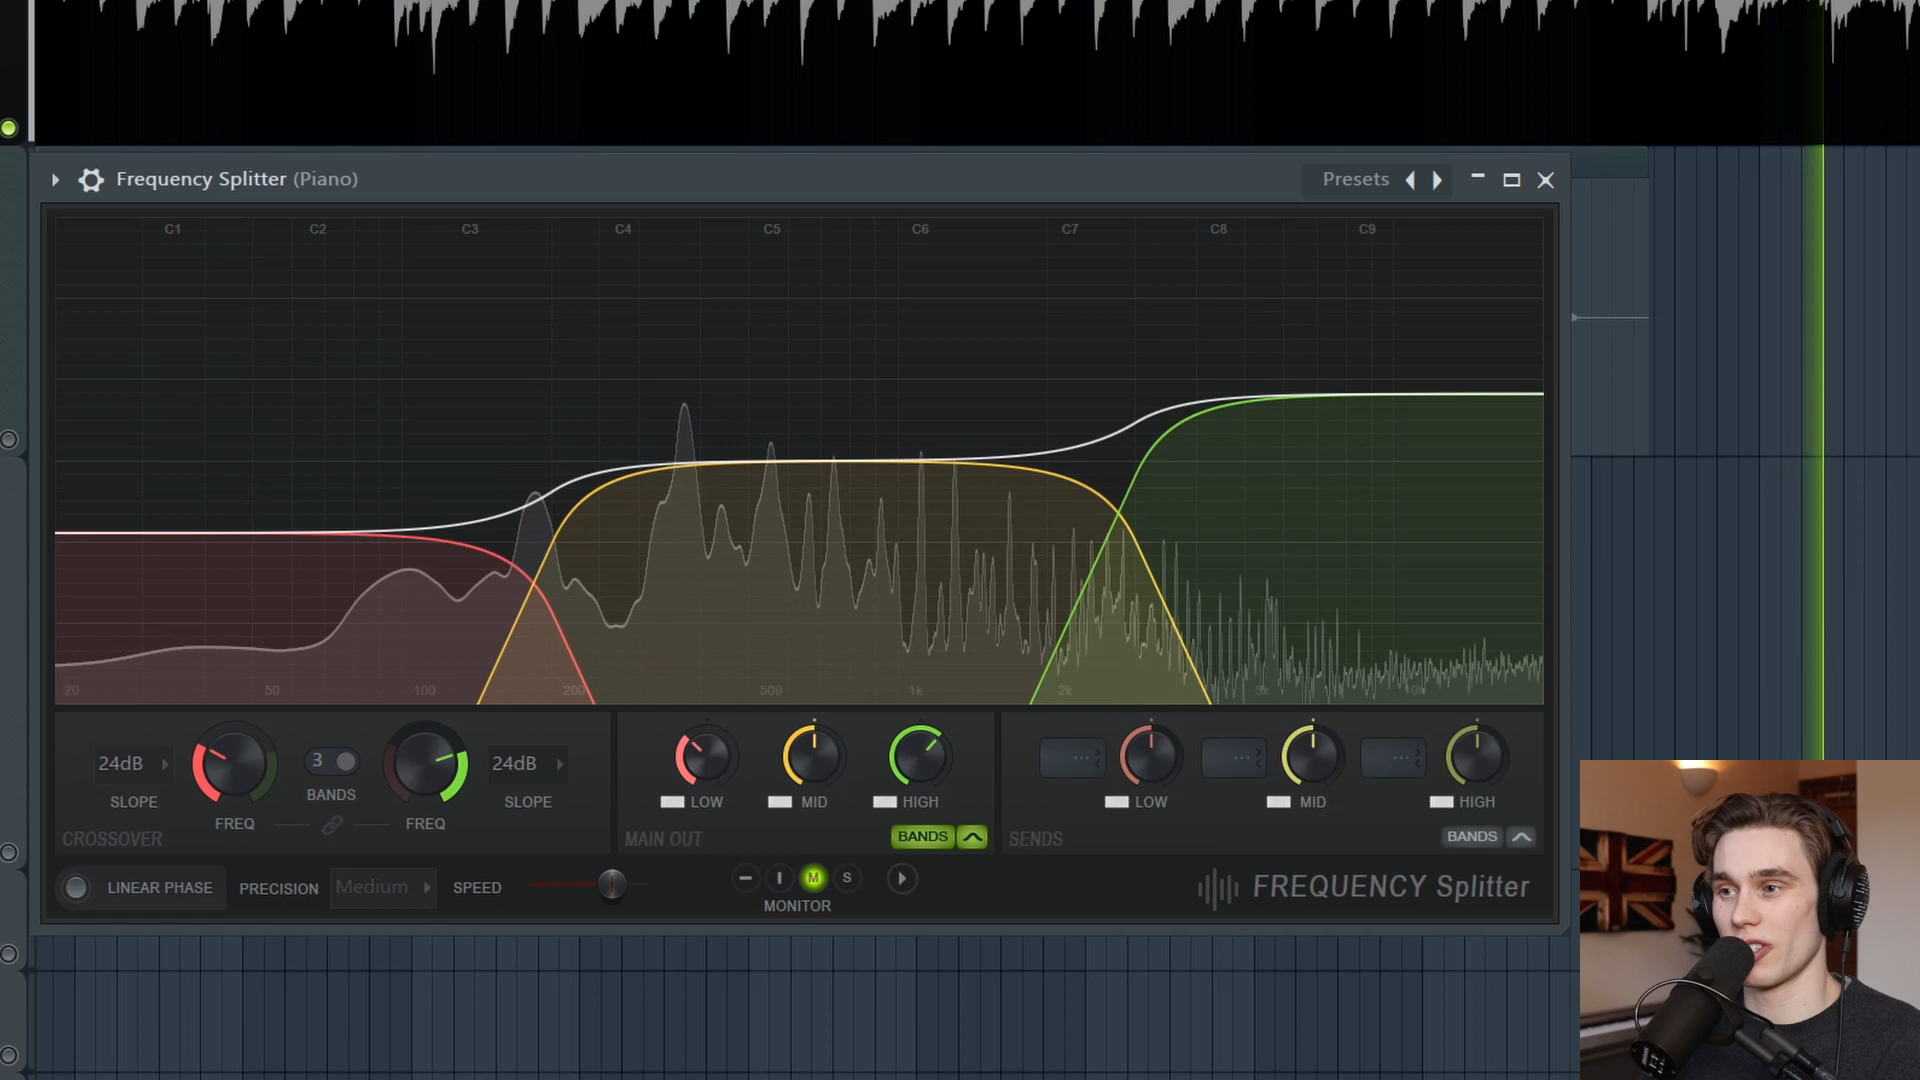 Frequency Splitter (Piano)
Presets
C1 C2 C3 C4 C5 C6 C7 C8 C9
20 50 100 200 500 1k 2k 5k 10k
24dB
SLOPE
FREQ
3
BANDS
FREQ
24dB
SLOPE
CROSSOVER
LOW MID HIGH
MAIN OUT
BANDS
LOW MID HIGH
SENDS
BANDS
LINEAR PHASE
PRECISION
Medium
SPEED
I M S
MONITOR
FREQUENCY Splitter